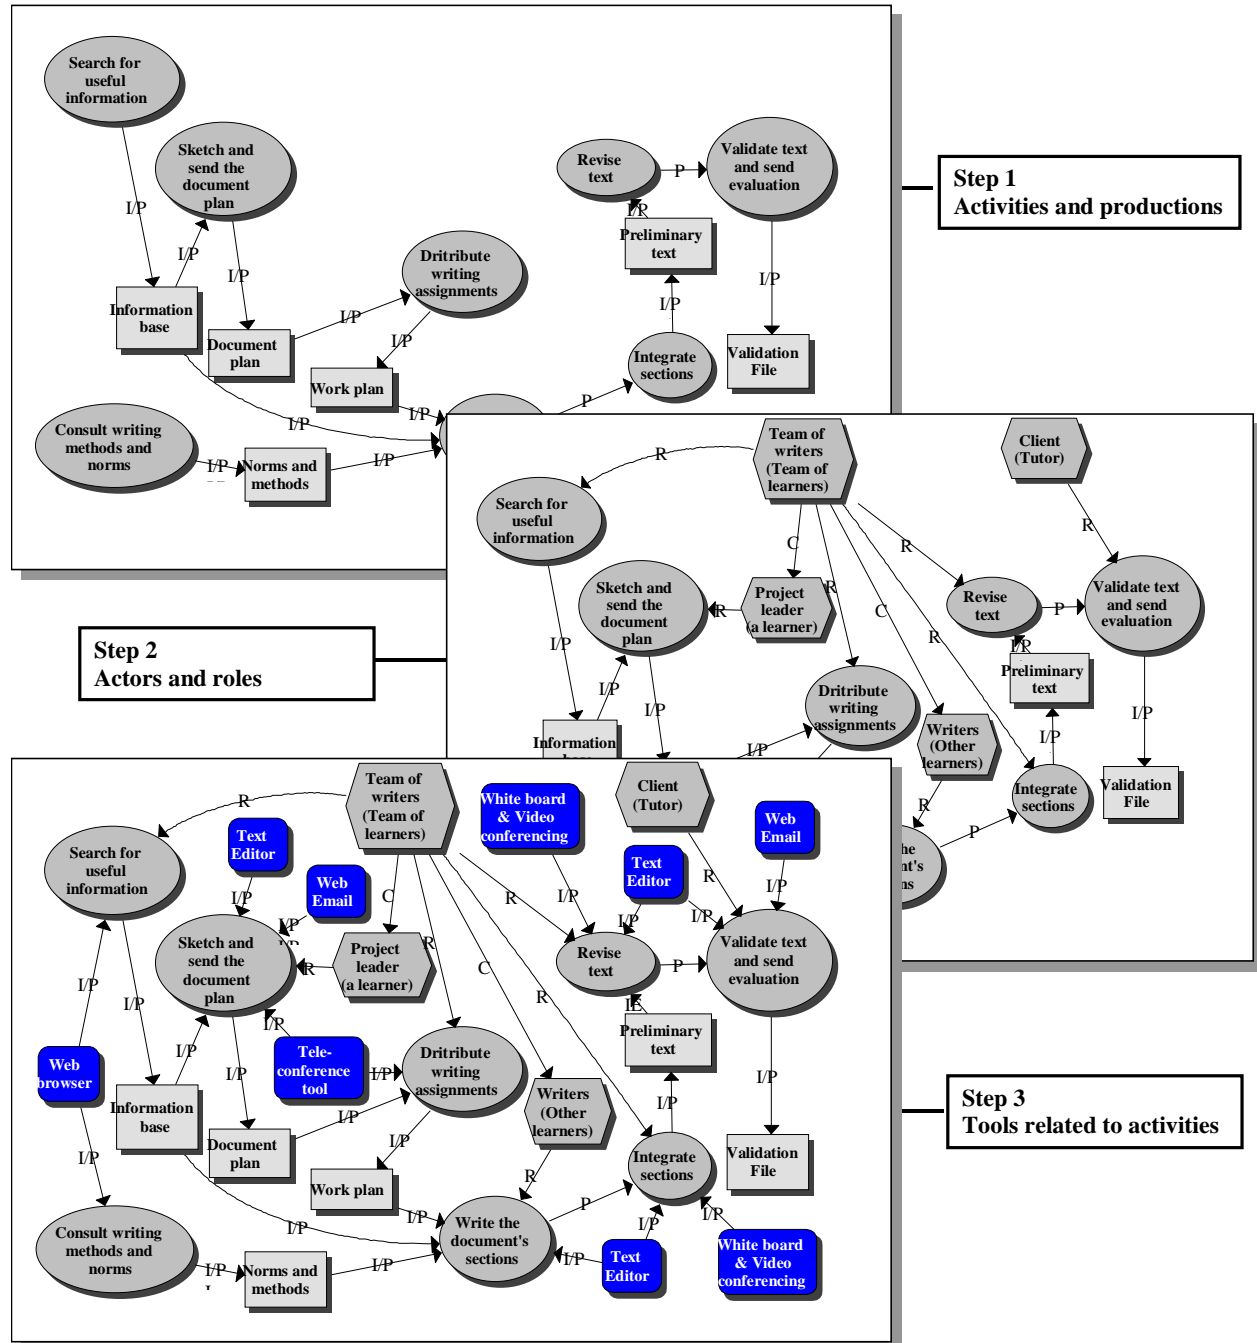 Search for
useful
information
Sketch and
send the
document
plan
Revise
text
Validate text
and send
evaluation
P
I/P
I/P
I/P
I/P
Preliminary
text
Dritribute
writing
assignments
I/P
I/P
Information
base
I/P
I/P
Document
plan
I/P
Integrate
sections
Validation
File
Work plan
P
I/P
I/P
Consult writing
methods and
norms
I/P
Norms and
methods
I/P
Step 1
Activities and productions
Team of
writers
(Team of
learners)
Client
(Tutor)
R
Search for
useful
information
R
C
R
Sketch and
send the
document
plan
R
Project
leader
(a learner)
R
C
R
Revise
text
P
Validate text
and send
evaluation
I/P
I/P
Preliminary
text
I/P
I/P
Dritribute
writing
assignments
I/P
I/P
Writers
(Other
learners)
Information
I/P
I/P
Integrate
sections
Validation
File
R
P
he
nt's
ns
Step 2
Actors and roles
Team of
writers
(Team of
learners)
White board
& Video
conferencing
Client
(Tutor)
Web
Email
R
Text
Editor
Search for
useful
information
Web
Email
Text
Editor
I/P
C
R
I/P
R
I/P
I/P
I/P
I/P
Sketch and
send the
document
plan
R
Project
leader
(a learner)
R
C
Revise
text
P
Validate text
and send
evaluation
I/P
I/P
R
I/P
Preliminary
text
Web
browser
I/P
I/P
Tele-
conference
tool
I/P
Dritribute
writing
assignments
I/P
I/P
Information
base
I/P
Writers
(Other
learners)
I/P
Document
plan
I/P
Integrate
sections
Validation
File
I/P
Work plan
R
P
I/P
I/P
I/P
I/P
Consult writing
methods and
norms
Write the
document's
sections
I/P
Norms and
methods
I/P
I/P
Text
Editor
White board
& Video
conferencing
Step 3
Tools related to activities